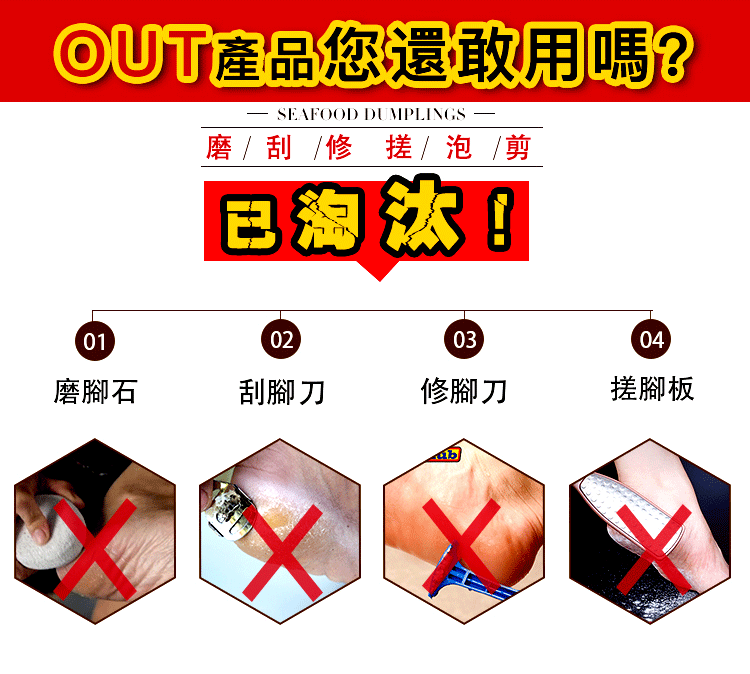 OUT產品您還敢用嗎?
— SEAFOOD DUMPLINGS —
磨/ 刮 /修 搓/ 泡 /剪
已淘汰!
01 02 03 04
磨腳石 刮腳刀 修腳刀 搓腳板